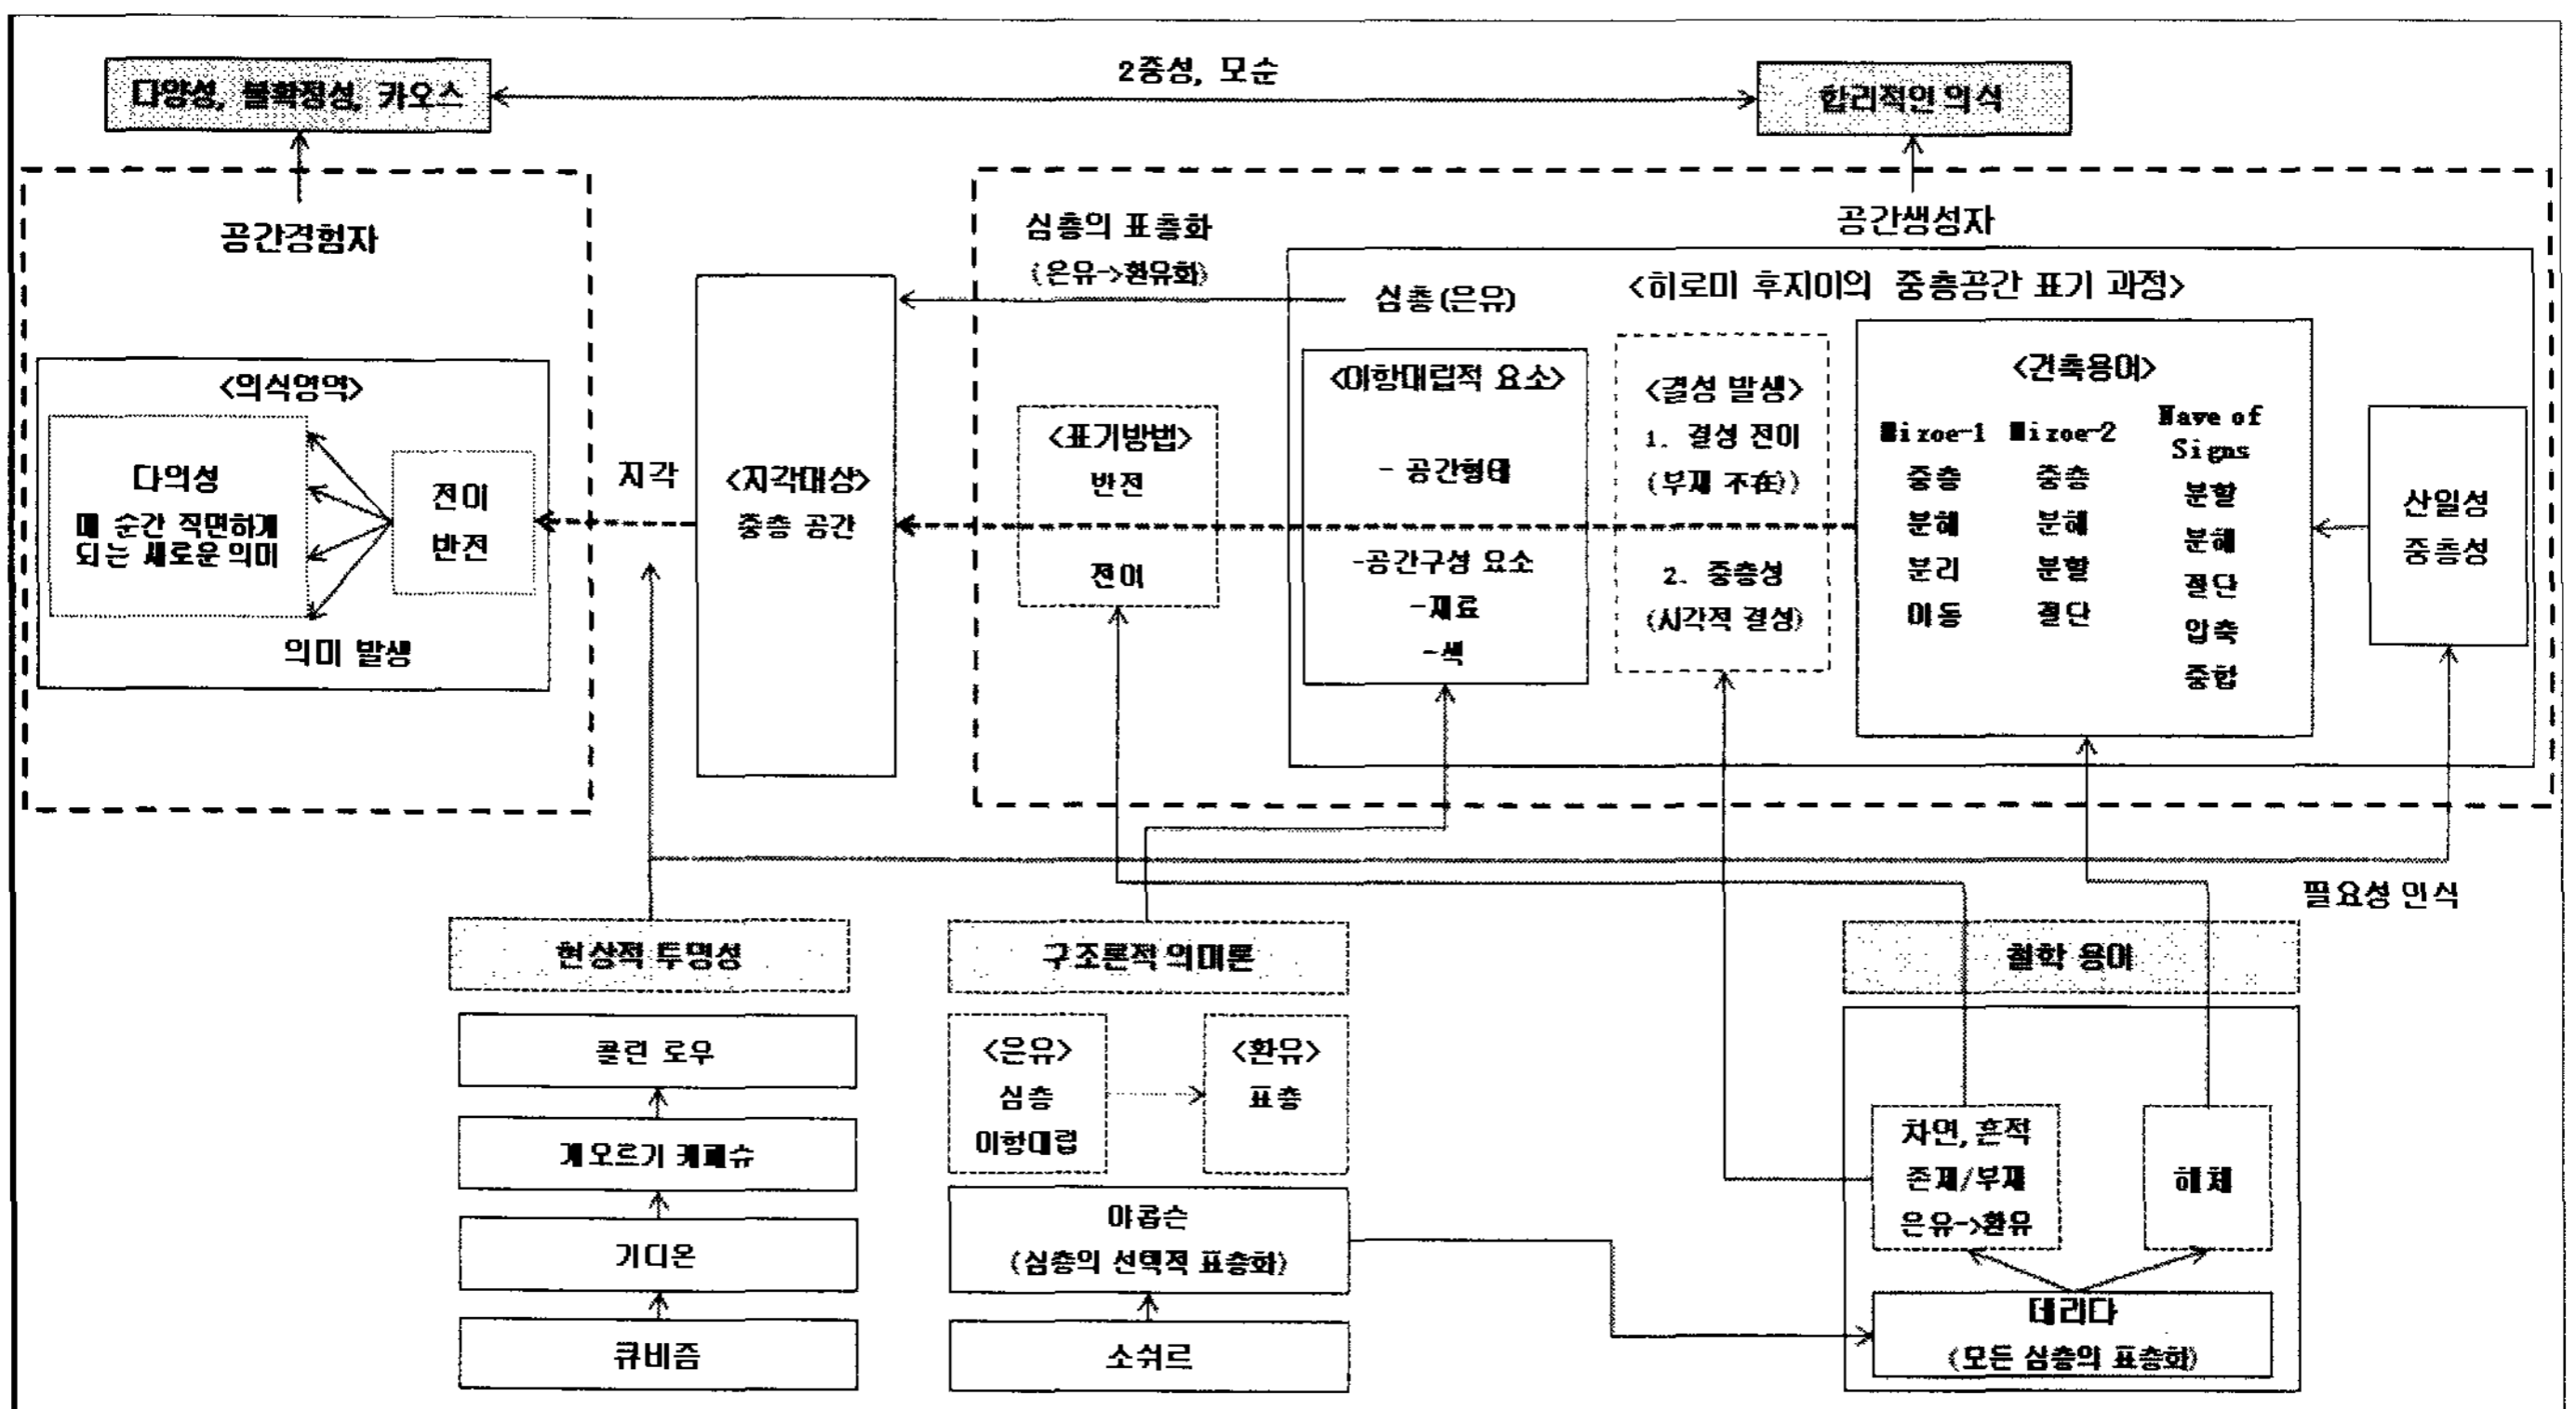 2중성, 모순
다양성, 불확정성, 카오스
합리적인 의식
공간경험자
<의식영역>
다의성
매 순간 직면하게
되는 새로운 의미
전이
반전
의미 발생
지각
<지각대상>
중층 공간
심층의 표층화
(은유->환유화)
공간생성자
심층(은유)
<히로미 후지이의 중층공간 표기 과정>
<표기방법>
반전
전이
<이항대립적 요소>
- 공간형태
-공간구성 요소
-재료
-색
<결성 발생>
1. 결성 전이
(부재 不在))
2. 중층성
(시각적 결성)
<건축용어>
Mizoe-1
중층
분해
분리
이동
Mizoe-2
중층
분해
분할
절단
Wave of
Signs
분할
분해
절단
압축
중합
산일성
중층성
필요성 인식
현상적 투명성
콜린 로우
게오르기 케페슈
기디온
큐비즘
구조론적 의미론
<은유>
심층
이항대립
<환유>
표층
야콥슨
(심층의 선택적 표층화)
소쉬르
철학 용어
차연, 흔적
존재/부재
은유->환유
해체
데리다
(모든 심층의 표층화)